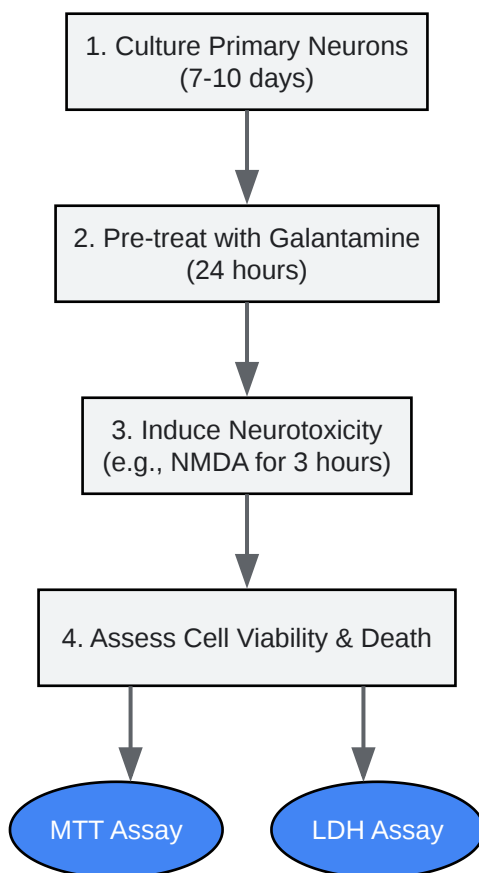 1. Culture Primary Neurons
(7-10 days)
2. Pre-treat with Galantamine
(24 hours)
3. Induce Neurotoxicity
(e.g., NMDA for 3 hours)
4. Assess Cell Viability & Death
MTT Assay
LDH Assay